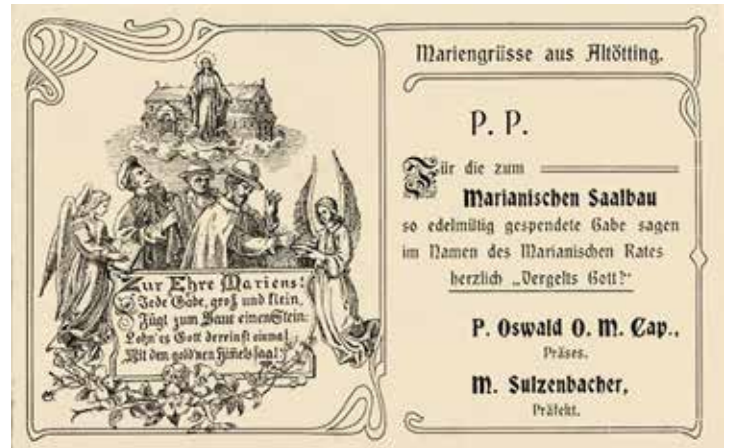 Zur Ehre Mariens!
Jede Gabe, groß und klein,
Fügt zum Baue einen Stein:
Lohn' es Gott dereinst einmal
Mit dem gold'nen Himmelssaal!
Mariengrüsse aus Altötting.
P. P.
Für die zum
Marianischen Saalbau
so edelmütig gespendete Gabe sagen
im Namen des Marianischen Rates
herzlich „Vergelts Gott!“
P. Oswald O. M. Cap.,
Präses.
M. Sulzenbacher,
Präfekt.